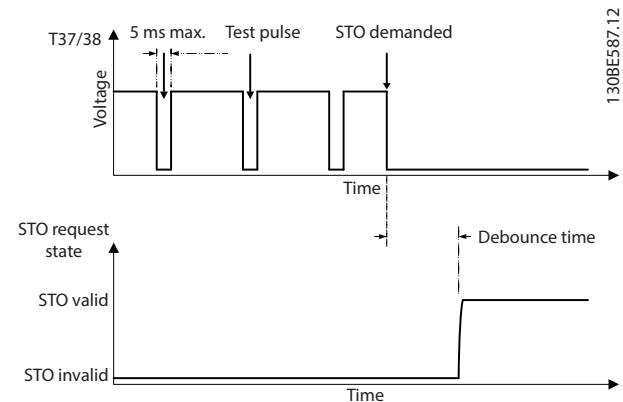 130BE587.12
T37/38
5 ms max.
Test pulse
STO demanded
Voltage
Time
STO request
state
Debounce time
STO valid
STO invalid
Time